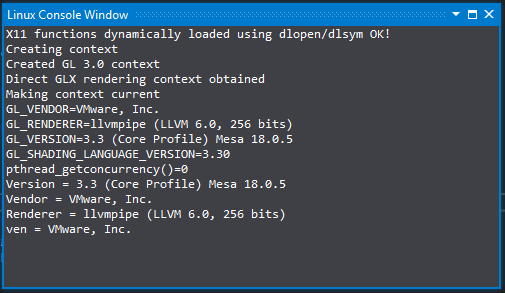 Linux Console Window
X11 functions dynamically loaded using dlopen/dlsym OK!
Creating context
Created GL 3.0 context
Direct GLX rendering context obtained
Making context current
GL_VENDOR=VMware, Inc.
GL_RENDERER=llvmpipe (LLVM 6.0, 256 bits)
GL_VERSION=3.3 (Core Profile) Mesa 18.0.5
GL_SHADING_LANGUAGE_VERSION=3.30
pthread_getconcurrency()=0
Version = 3.3 (Core Profile) Mesa 18.0.5
Vendor = VMware, Inc.
Renderer = llvmpipe (LLVM 6.0, 256 bits)
ven = VMware, Inc.